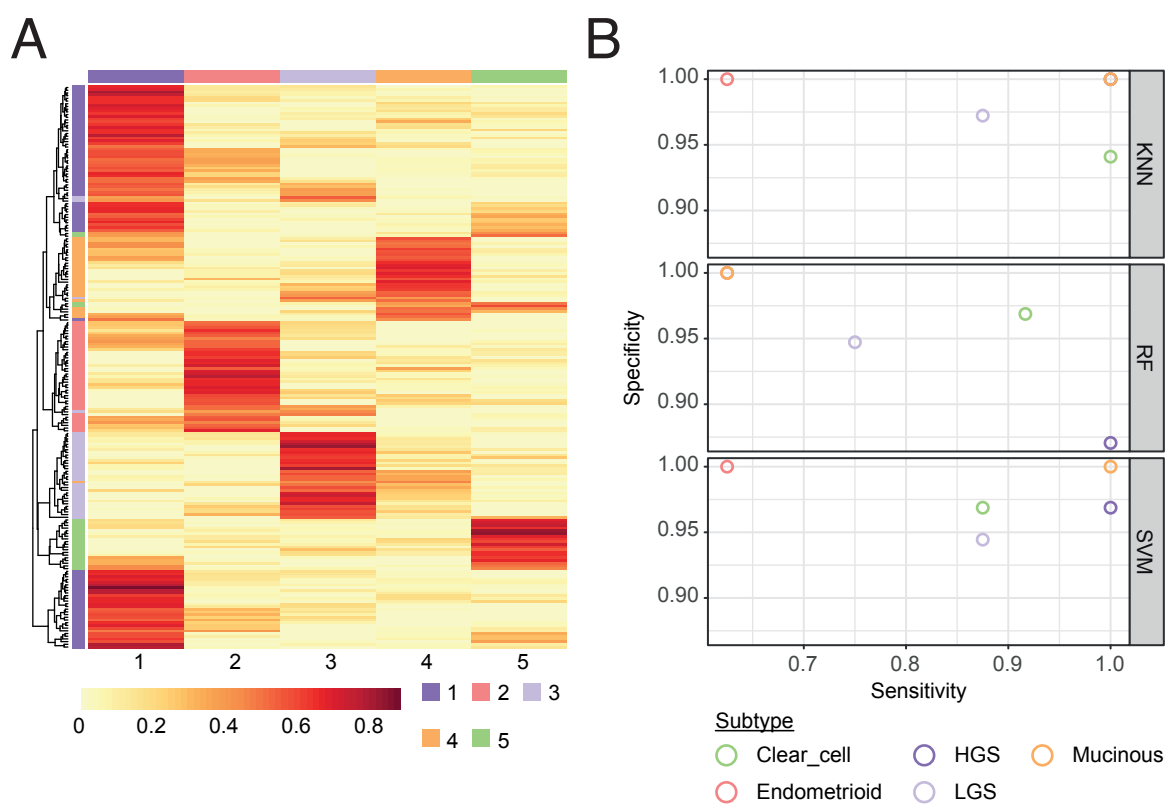 A
B
1 2 3 4 5
0 0.2 0.4 0.6 0.8
1 2 3
4 5
1.00
0.95
0.90
KNN
1.00
0.95
0.90
RF
1.00
0.95
0.90
SVM
Specificity
0.7 0.8 0.9 1.0
Sensitivity
Subtype
Clear_cell HGS Mucinous
Endometrioid LGS